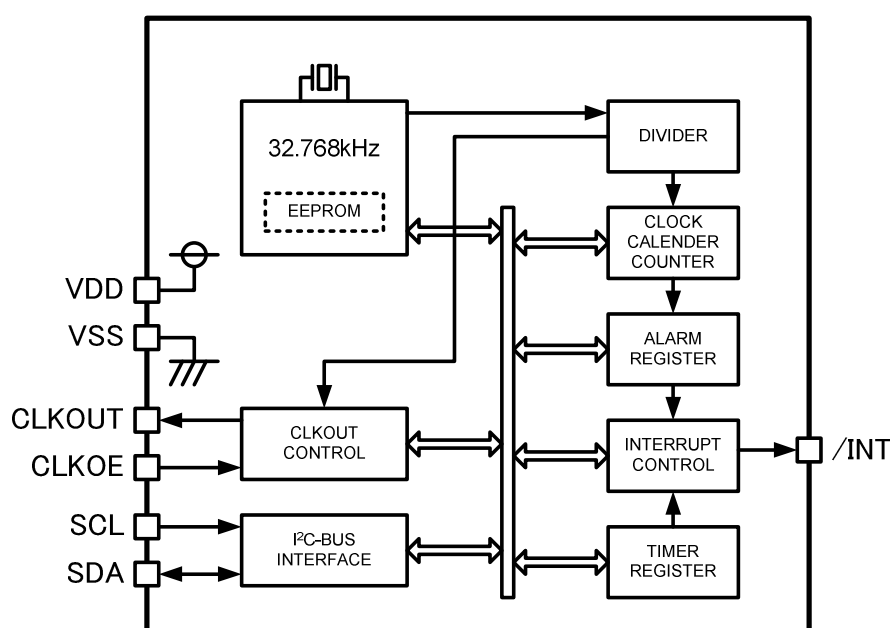 32.768kHz
EEPROM
DIVIDER
CLOCK
CALENDER
COUNTER
VDD
VSS
ALARM
REGISTER
CLKOUT
CLKOE
CLKOUT
CONTROL
INTERRUPT
CONTROL
/INT
SCL
SDA
I²C-BUS
INTERFACE
TIMER
REGISTER